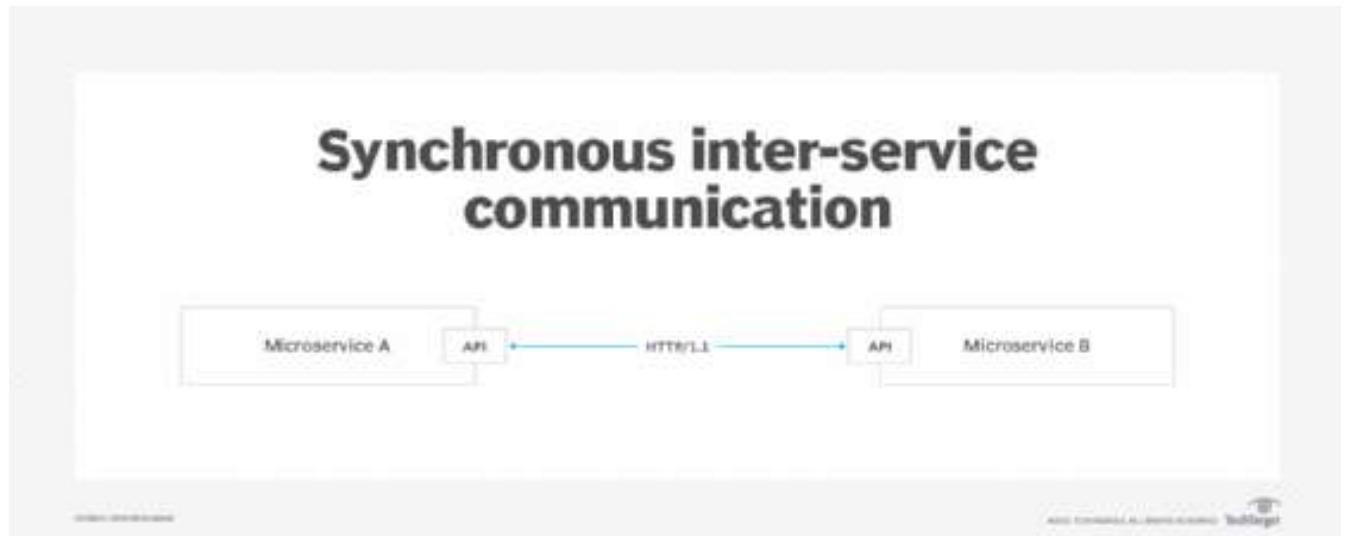 Synchronous inter-service
communication
Microservice A
API
HTTP/1.1
API
Microservice B
TechTarget